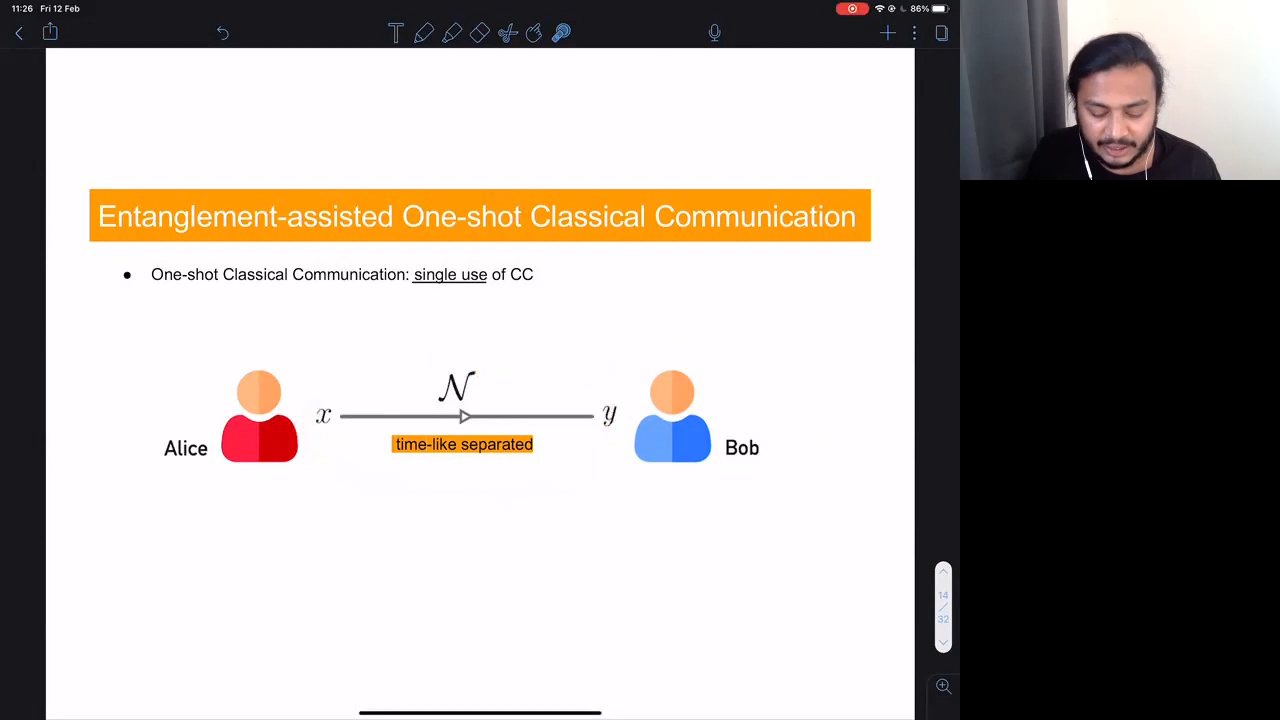 11:26 Fri 12 Feb
86%
Entanglement-assisted One-shot Classical Communication
● One-shot Classical Communication: single use of CC
𝒩
x
y
time-like separated
Alice
Bob
14
/
32